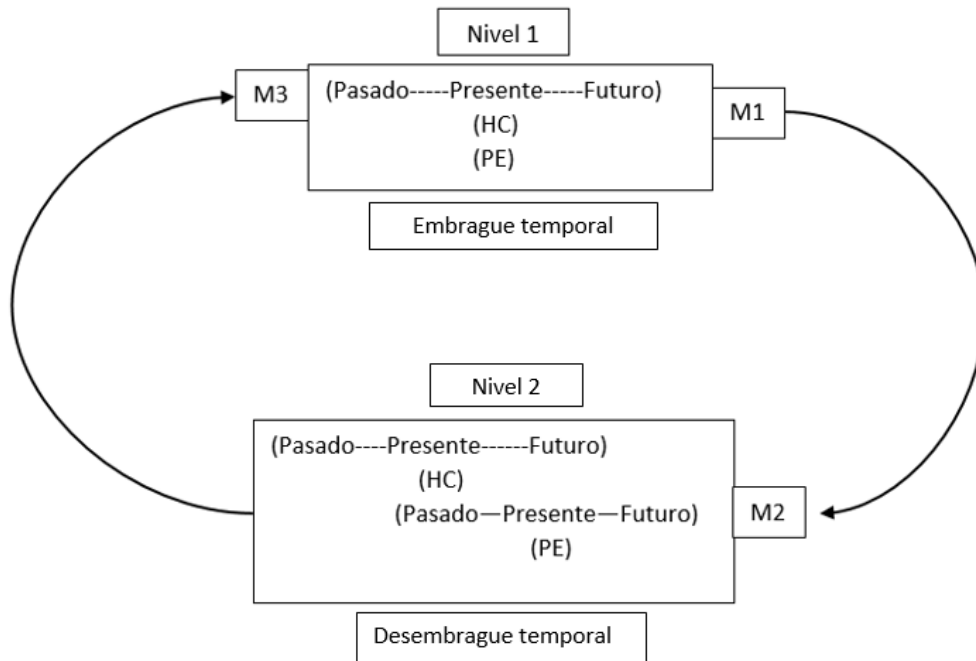 Nivel 1
M3
(Pasado-----Presente-----Futuro)
M1
(HC)
(PE)
Embrague temporal
Nivel 2
(Pasado----Presente------Futuro)
(HC)
(Pasado—Presente—Futuro)
M2
(PE)
Desembrague temporal